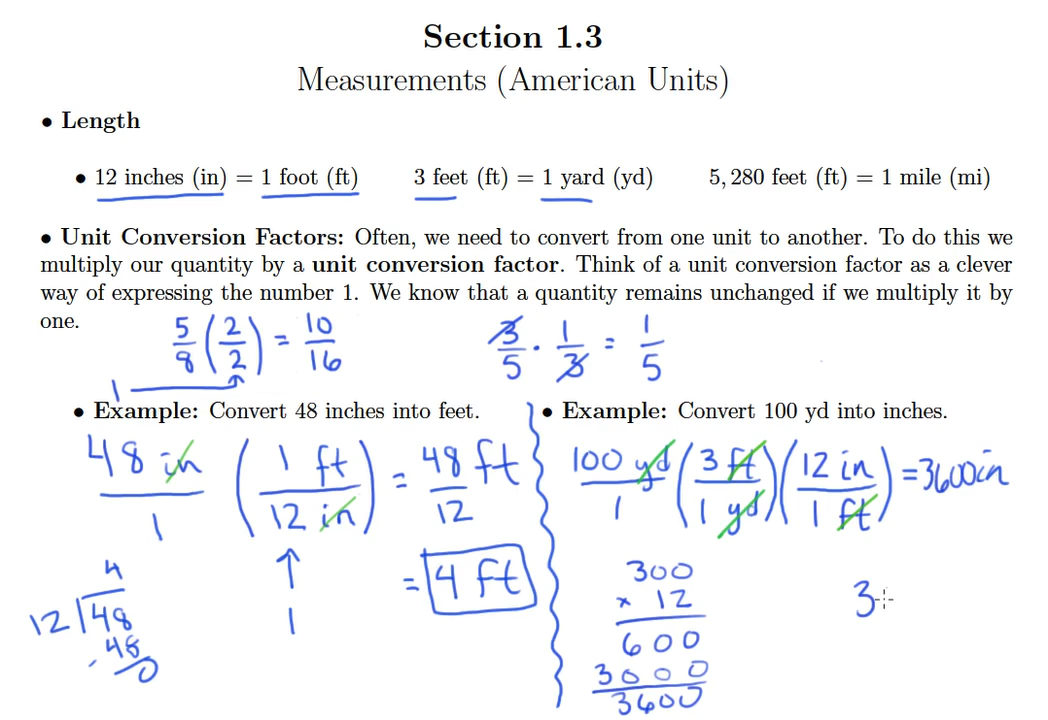 Section 1.3
Measurements (American Units)
• Length
• 12 inches (in) = 1 foot (ft) 3 feet (ft) = 1 yard (yd) 5,280 feet (ft) = 1 mile (mi)
• Unit Conversion Factors: Often, we need to convert from one unit to another. To do this we
multiply our quantity by a unit conversion factor. Think of a unit conversion factor as a clever
way of expressing the number 1. We know that a quantity remains unchanged if we multiply it by
one.
5/8 (2/2) = 10/16
3/5 · 1/3 = 1/5
1
• Example: Convert 48 inches into feet.
48 in/1 (1 ft/12 in) = 48 ft/12
= 4 ft
1
4
12 48
- 48
0
• Example: Convert 100 yd into inches.
100 yd/1 (3 ft/1 yd) (12 in/1 ft) = 3600 in
300
× 12
600
3000
3600
3